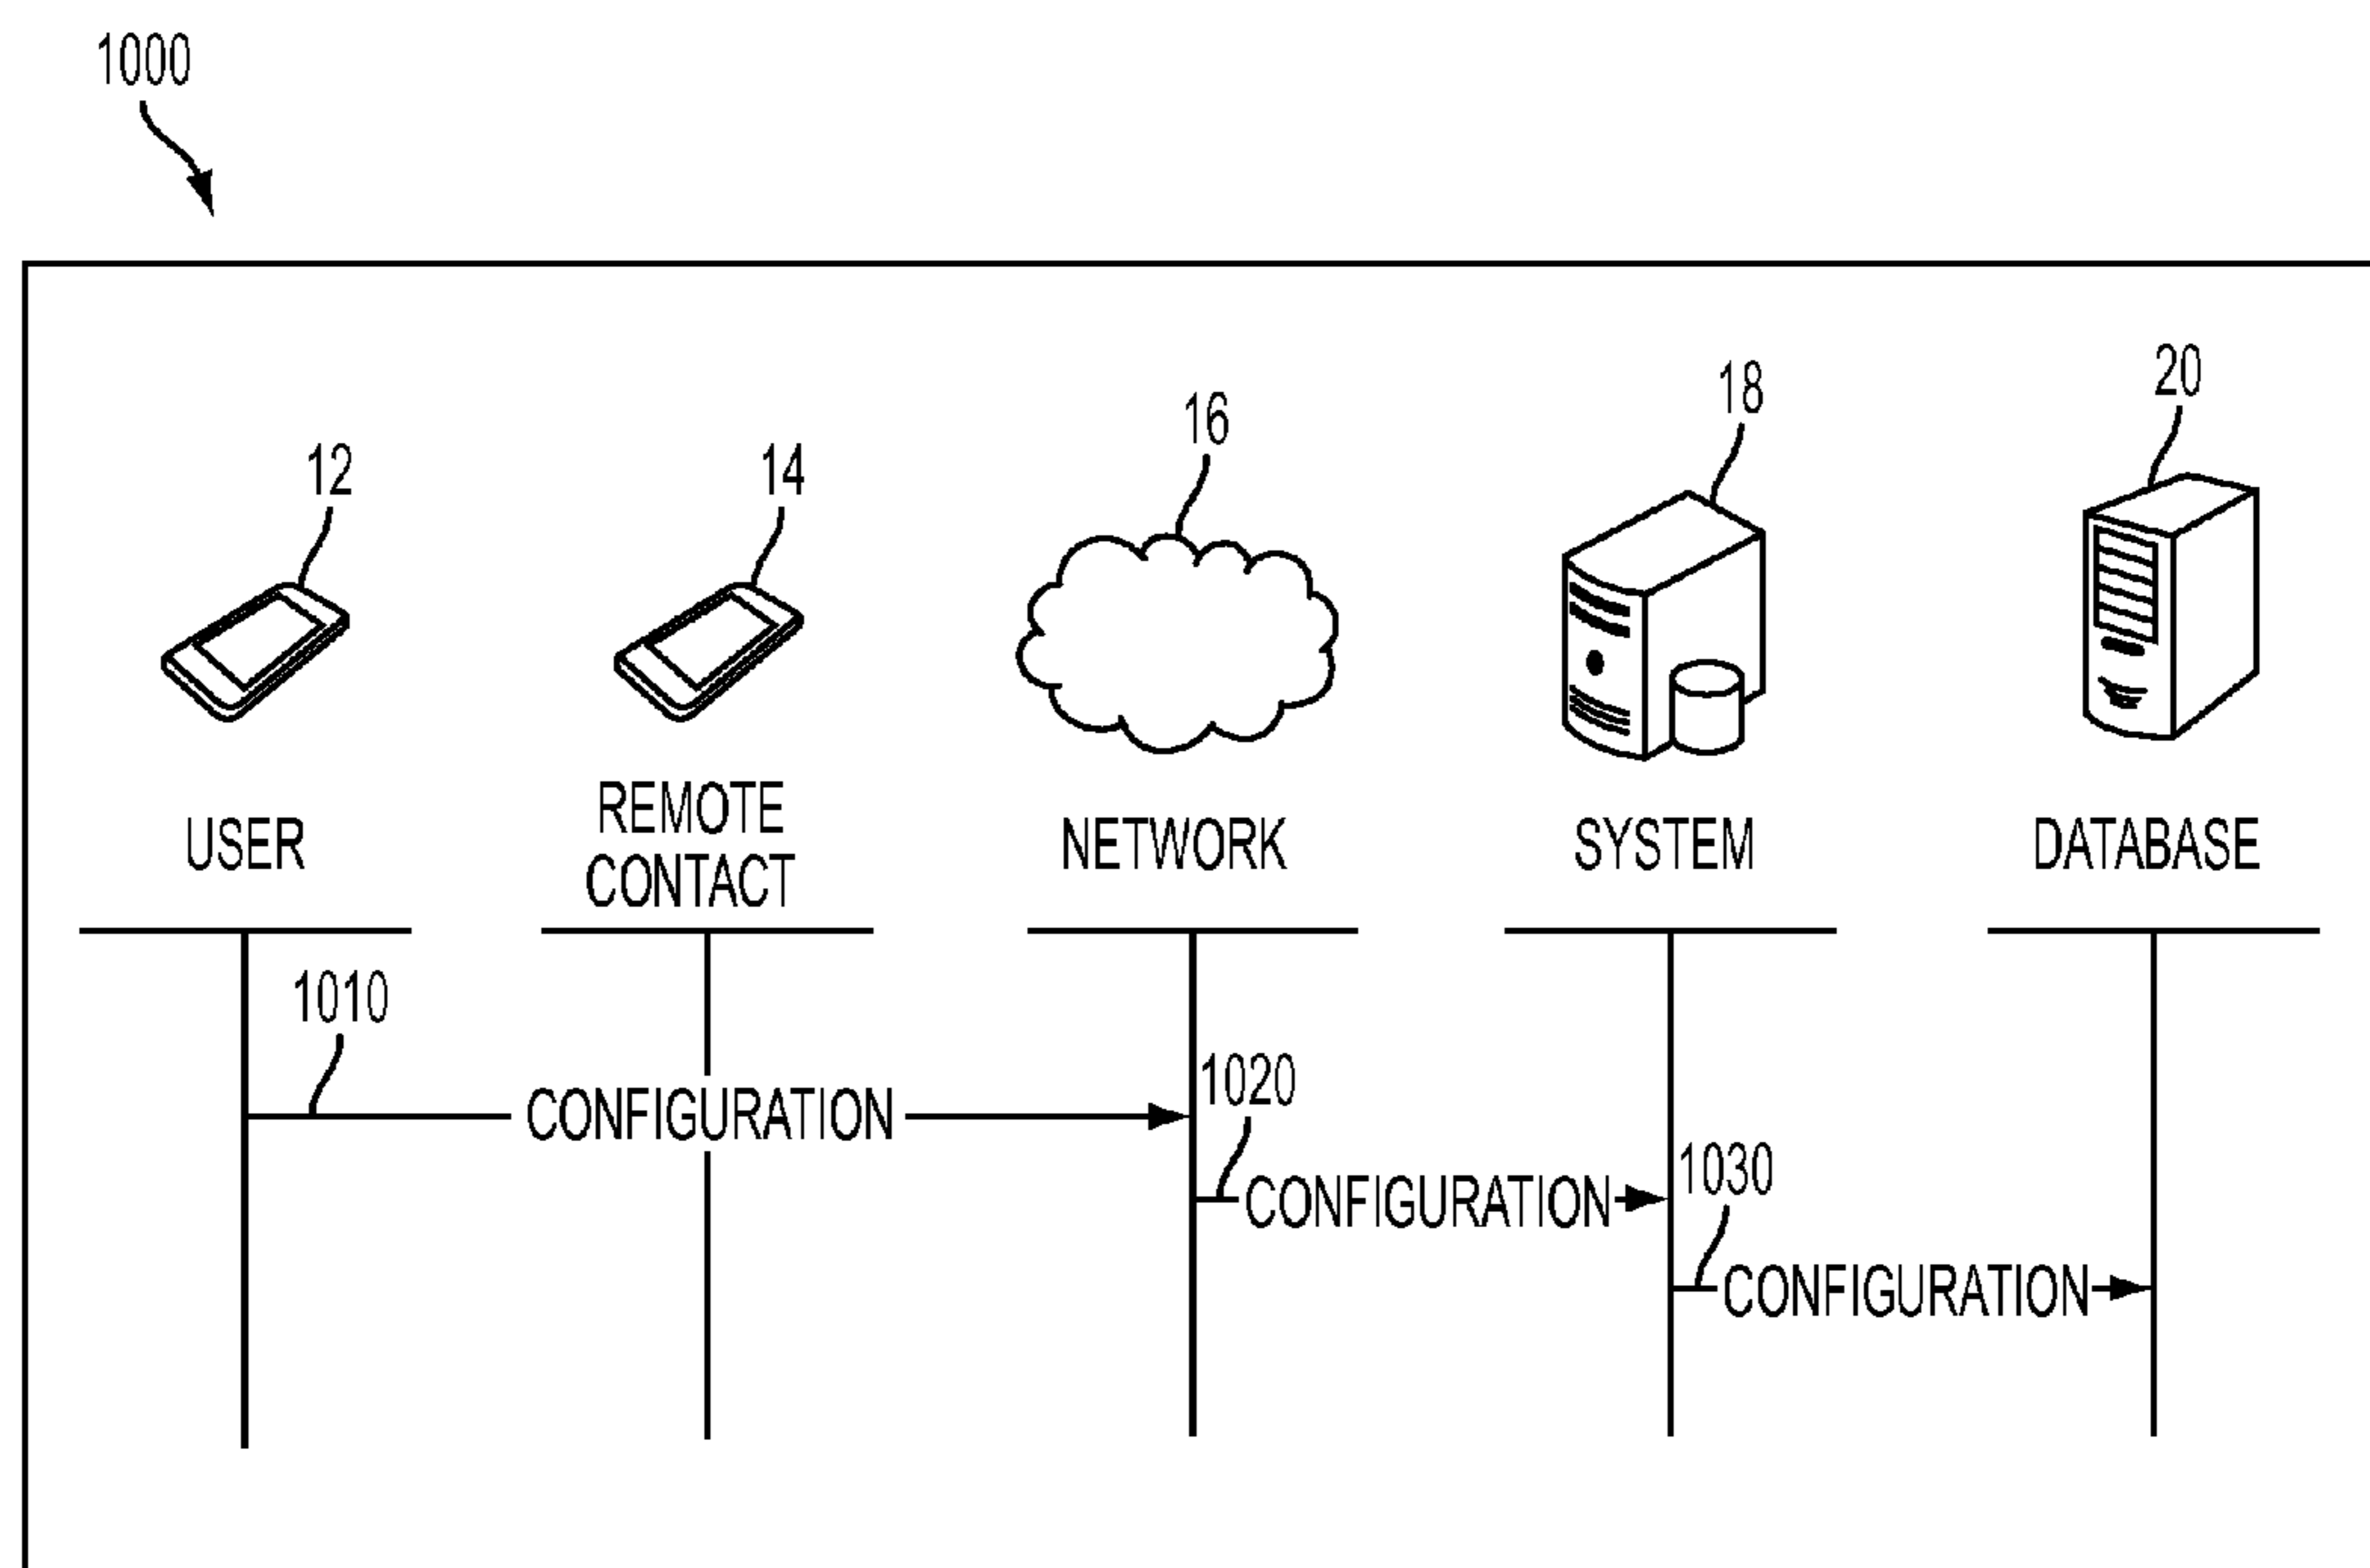 1000
12
14
16
18
20
USER
REMOTE
CONTACT
NETWORK
SYSTEM
DATABASE
1010
CONFIGURATION
1020
CONFIGURATION
1030
CONFIGURATION